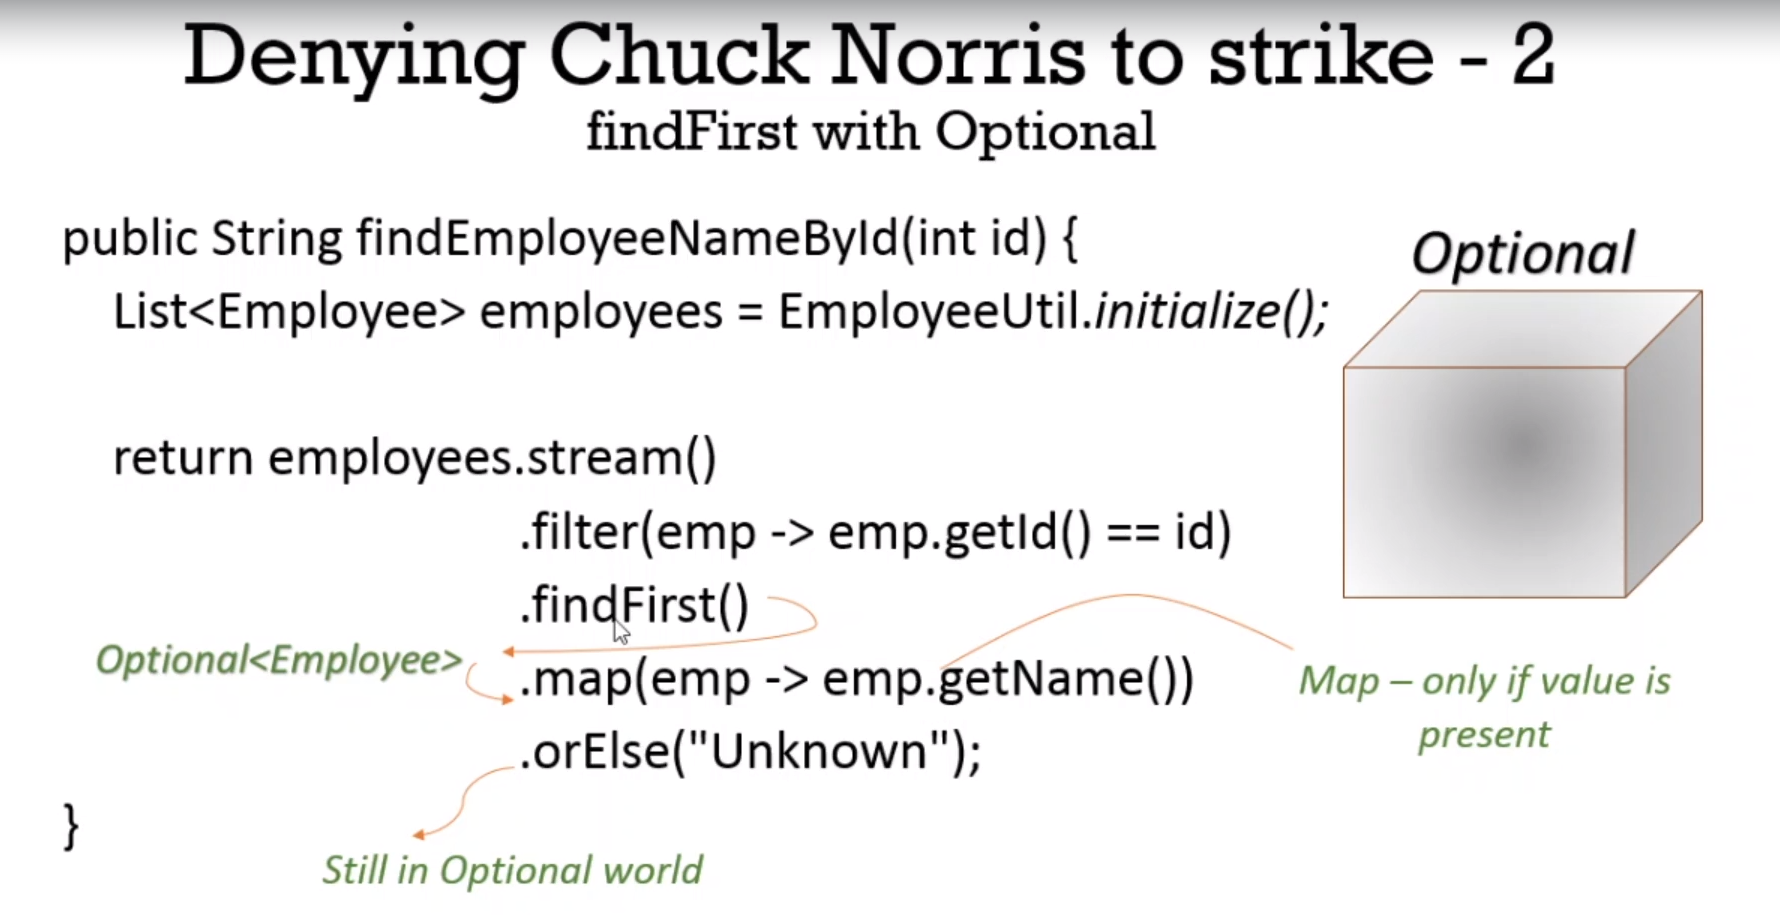 Denying Chuck Norris to strike - 2
findFirst with Optional
public String findEmployeeNameById(int id) {
List<Employee> employees = EmployeeUtil.initialize();
Optional
return employees.stream()
.filter(emp -> emp.getId() == id)
.findFirst()
Optional<Employee>
.map(emp -> emp.getName())
Map – only if value is
present
.orElse("Unknown");
}
Still in Optional world